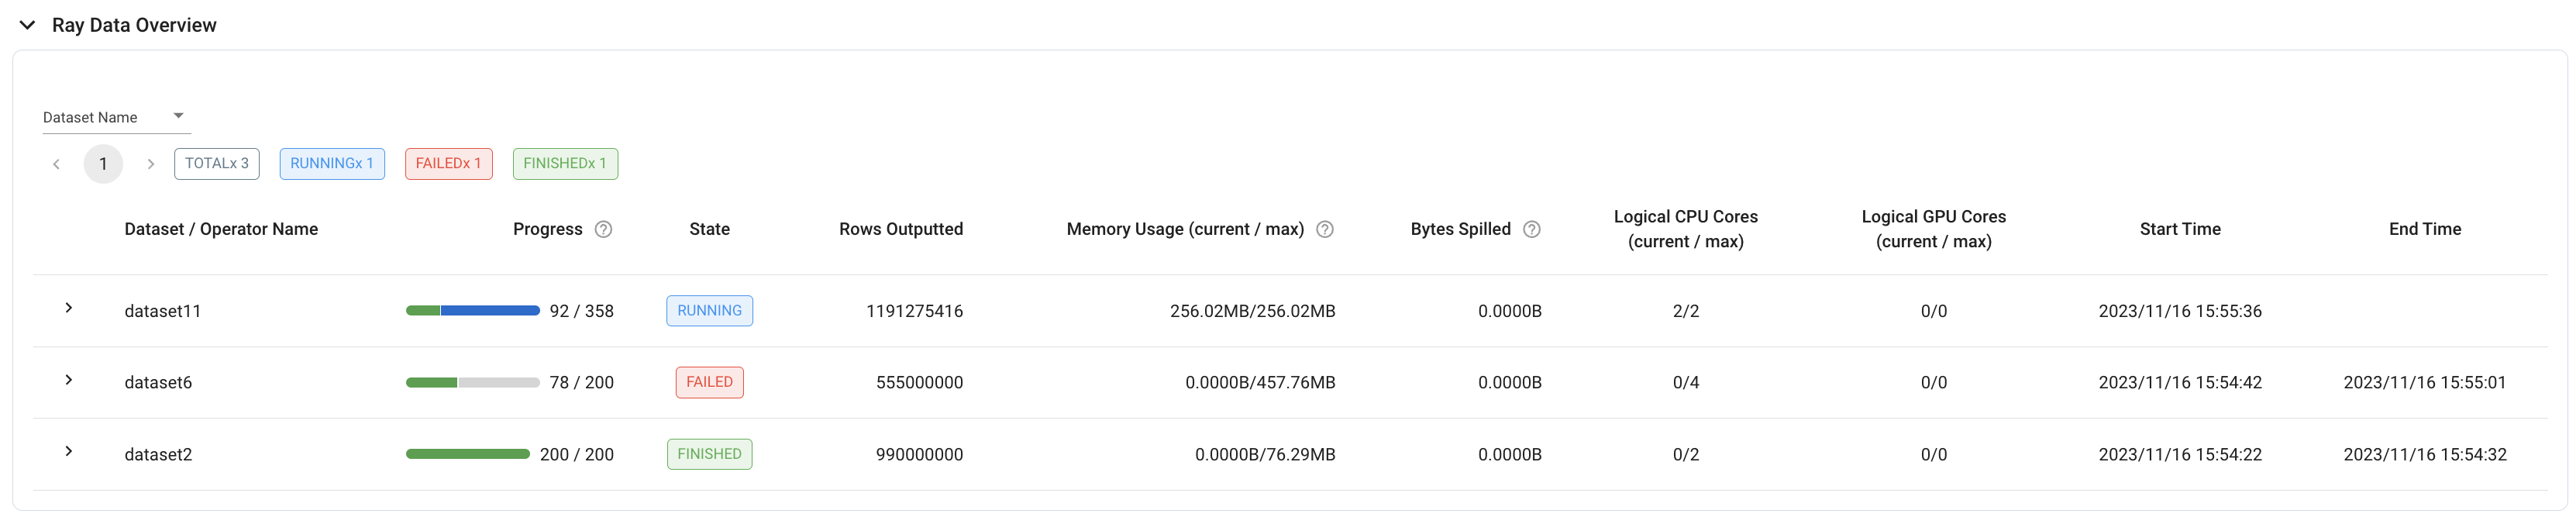 Ray Data Overview
Dataset Name
1 TOTALx 3 RUNNINGx 1 FAILEDx 1 FINISHEDx 1
Dataset / Operator Name Progress ? State Rows Outputted Memory Usage (current / max) ? Bytes Spilled ? Logical CPU Cores (current / max) Logical GPU Cores (current / max) Start Time End Time
dataset11 92 / 358 RUNNING 1191275416 256.02MB/256.02MB 0.0000B 2/2 0/0 2023/11/16 15:55:36
dataset6 78 / 200 FAILED 555000000 0.0000B/457.76MB 0.0000B 0/4 0/0 2023/11/16 15:54:42 2023/11/16 15:55:01
dataset2 200 / 200 FINISHED 990000000 0.0000B/76.29MB 0.0000B 0/2 0/0 2023/11/16 15:54:22 2023/11/16 15:54:32